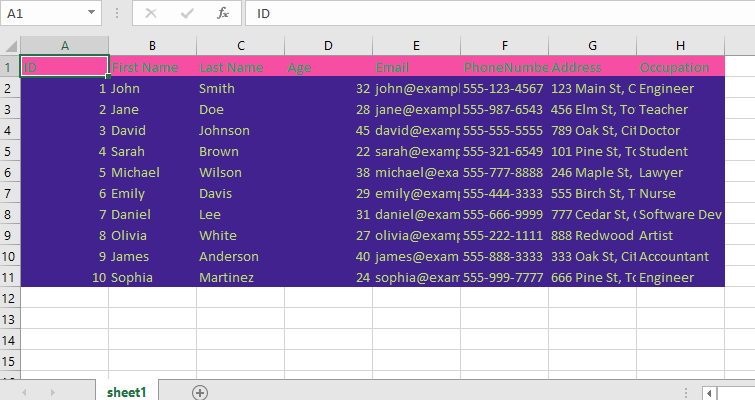 A1 fx ID
A B C D E F G H
1 ID First Name Last Name Age Email PhoneNumbe Address Occupation
2 1 John Smith 32 john@exampl 555-123-4567 123 Main St, C Engineer
3 2 Jane Doe 28 jane@exampl 555-987-6543 456 Elm St, To Teacher
4 3 David Johnson 45 david@examp 555-555-5555 789 Oak St, Cit Doctor
5 4 Sarah Brown 22 sarah@examp 555-321-6549 101 Pine St, To Student
6 5 Michael Wilson 38 michael@exa 555-777-8888 246 Maple St, Lawyer
7 6 Emily Davis 29 emily@examp 555-444-3333 555 Birch St, T Nurse
8 7 Daniel Lee 31 daniel@exam 555-666-9999 777 Cedar St, Software Dev
9 8 Olivia White 27 olivia@examp 555-222-1111 888 Redwood Artist
10 9 James Anderson 40 james@exam 555-888-3333 333 Oak St, Cit Accountant
11 10 Sophia Martinez 24 sophia@exam 555-999-7777 666 Pine St, To Engineer
12
13
14
15
sheet1